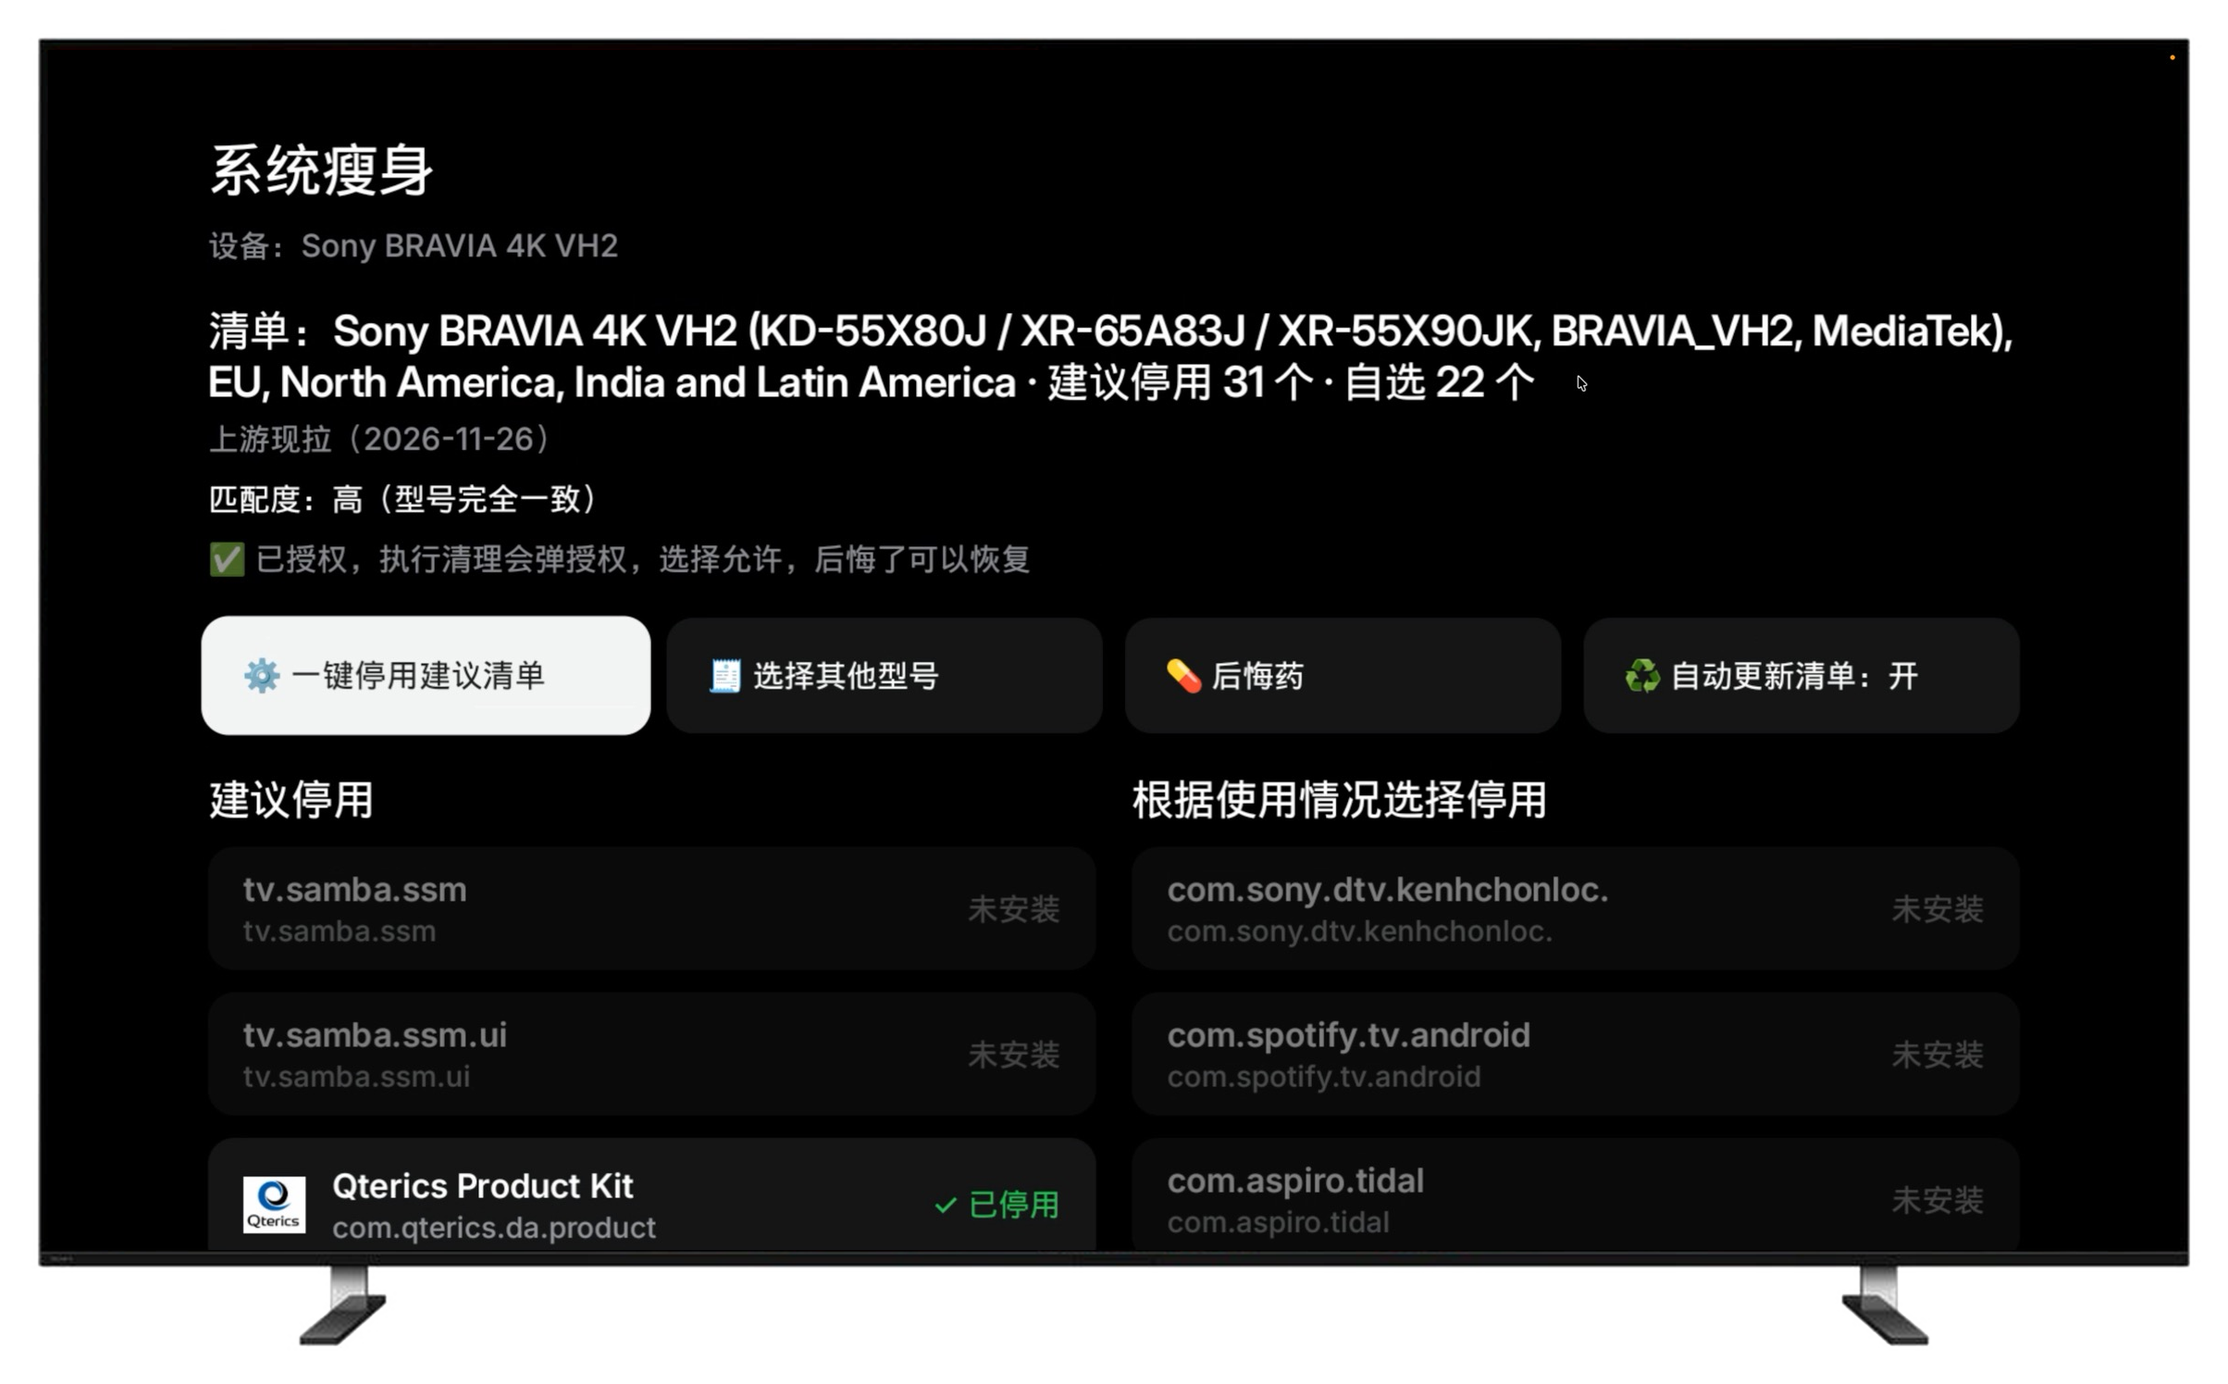 系统瘦身
设备：Sony BRAVIA 4K VH2
清单：Sony BRAVIA 4K VH2 (KD-55X80J / XR-65A83J / XR-55X90JK, BRAVIA_VH2, MediaTek),
EU, North America, India and Latin America · 建议停用 31 个 · 自选 22 个
上游现拉（2026-11-26）
匹配度：高（型号完全一致）
✅ 已授权，执行清理会弹授权，选择允许，后悔了可以恢复
⚙️ 一键停用建议清单
🧾 选择其他型号
💊 后悔药
♻️ 自动更新清单：开
建议停用
tv.samba.ssm
tv.samba.ssm
未安装
tv.samba.ssm.ui
tv.samba.ssm.ui
未安装
Qterics
Qterics Product Kit
com.qterics.da.product
✓ 已停用
根据使用情况选择停用
com.sony.dtv.kenhchonloc.
com.sony.dtv.kenhchonloc.
未安装
com.spotify.tv.android
com.spotify.tv.android
未安装
com.aspiro.tidal
com.aspiro.tidal
未安装